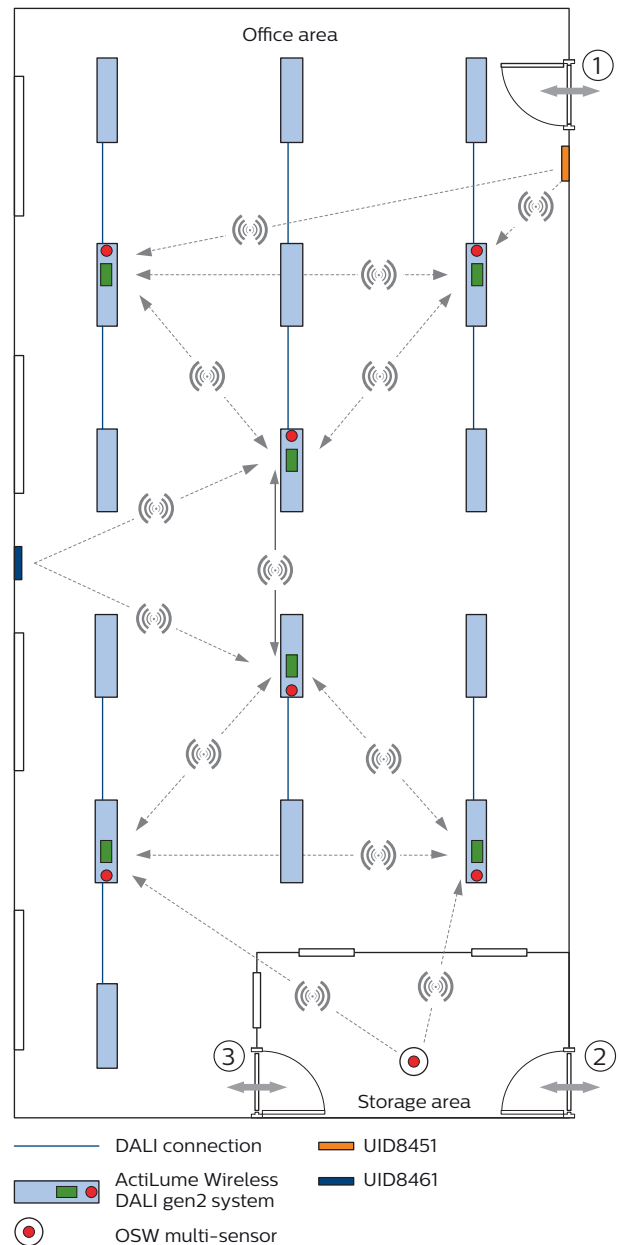 Office area
1
3
2
Storage area
DALI connection
UID8451
ActiLume Wireless
DALI gen2 system
UID8461
OSW multi-sensor